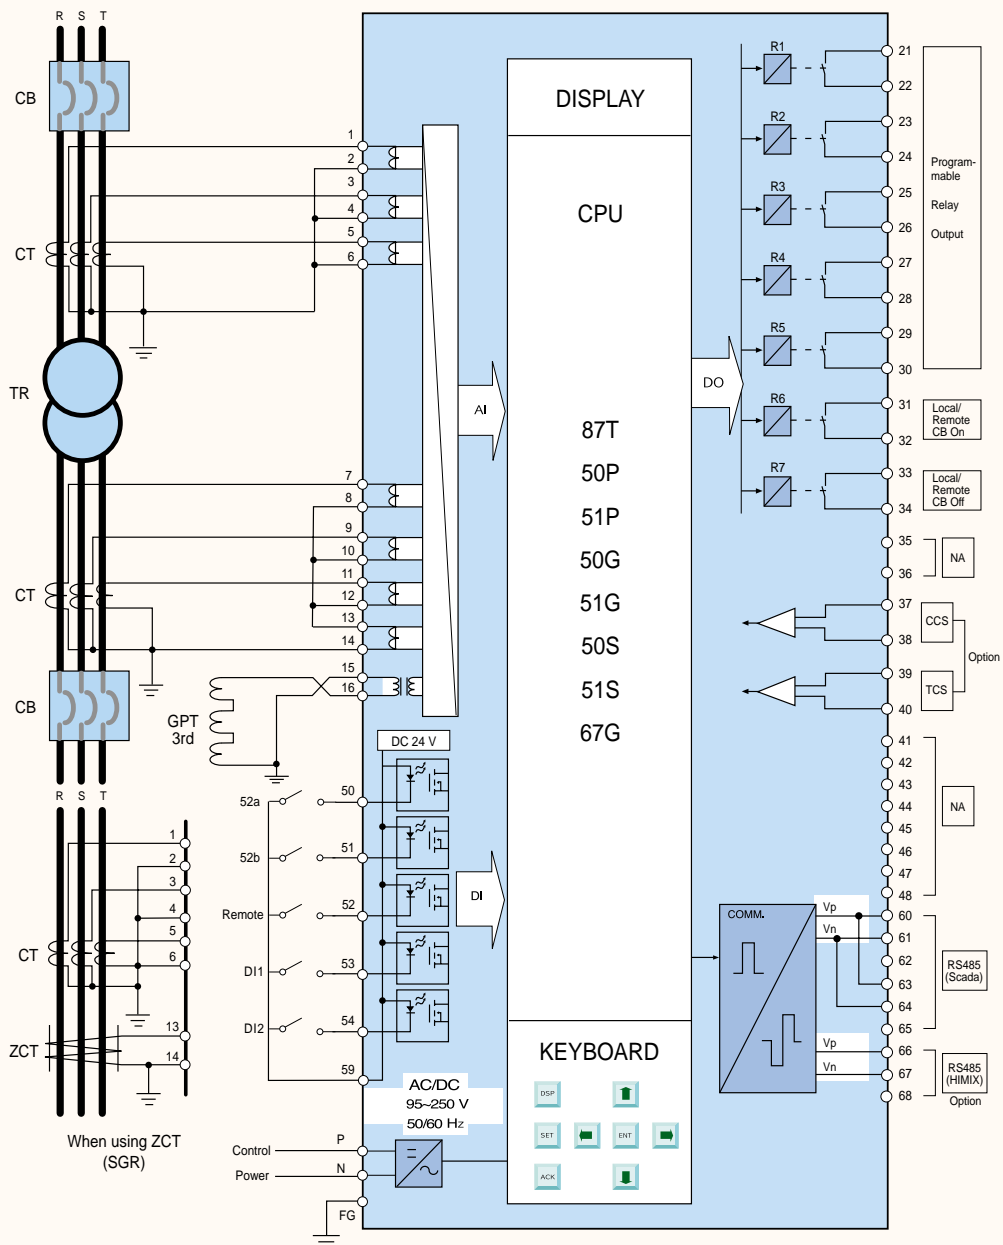 R S T
CB
CT
TR
CT
CB
GPT
3rd
1
2
3
4
5
6
7
8
9
10
11
12
13
14
15
16
DC 24 V
52a
50
52b
51
Remote
52
DI1
53
DI2
54
59
AC/DC
95~250 V
50/60 Hz
Control
P
Power
N
FG
R S T
1
2
3
4
5
6
CT
ZCT
13
14
When using ZCT
(SGR)
AI
DI
DISPLAY
CPU
87T
50P
51P
50G
51G
50S
51S
67G
KEYBOARD
DSP
SET
ENT
ACK
DO
R1
R2
R3
R4
R5
R6
R7
21
22
23
24
25
26
27
28
29
30
31
32
33
34
35
36
37
38
39
40
41
42
43
44
45
46
47
48
60
61
62
63
64
65
66
67
68
Program-
mable
Relay
Output
Local/
Remote
CB On
Local/
Remote
CB Off
NA
CCS
Option
TCS
NA
COMM.
Vp
Vn
Vp
Vn
RS485
(Scada)
RS485
(HIMIX)
Option